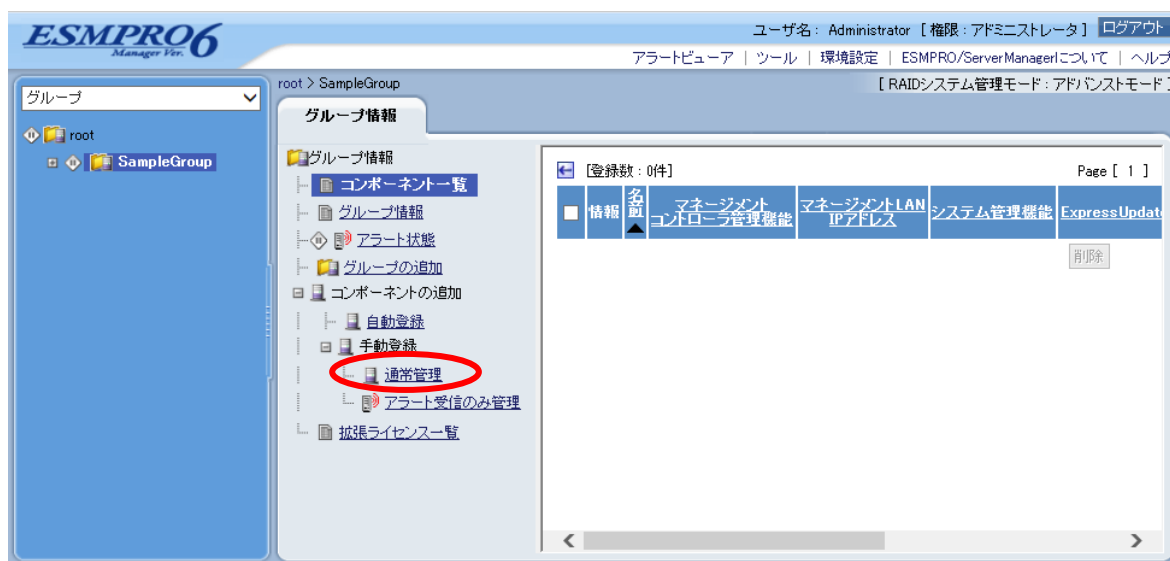 ESMPRO6
Manager Ver.
ユーザ名： Administrator [ 権限：アドミニストレータ ] ログアウト
アラートビューア | ツール | 環境設定 | ESMPRO/ServerManagerについて | ヘルプ
グループ
root
SampleGroup
root > SampleGroup
[ RAIDシステム管理モード：アドバンストモード ]
グループ情報
グループ情報
コンポーネント一覧
グループ情報
アラート状態
グループの追加
コンポーネントの追加
自動登録
手動登録
通常管理
アラート受信のみ管理
拡張ライセンス一覧
[登録数：0件]
Page [ 1 ]
情報
名前
マネージメント
コントローラ管理機能
マネージメントLAN
IPアドレス
システム管理機能
ExpressUpdat
削除